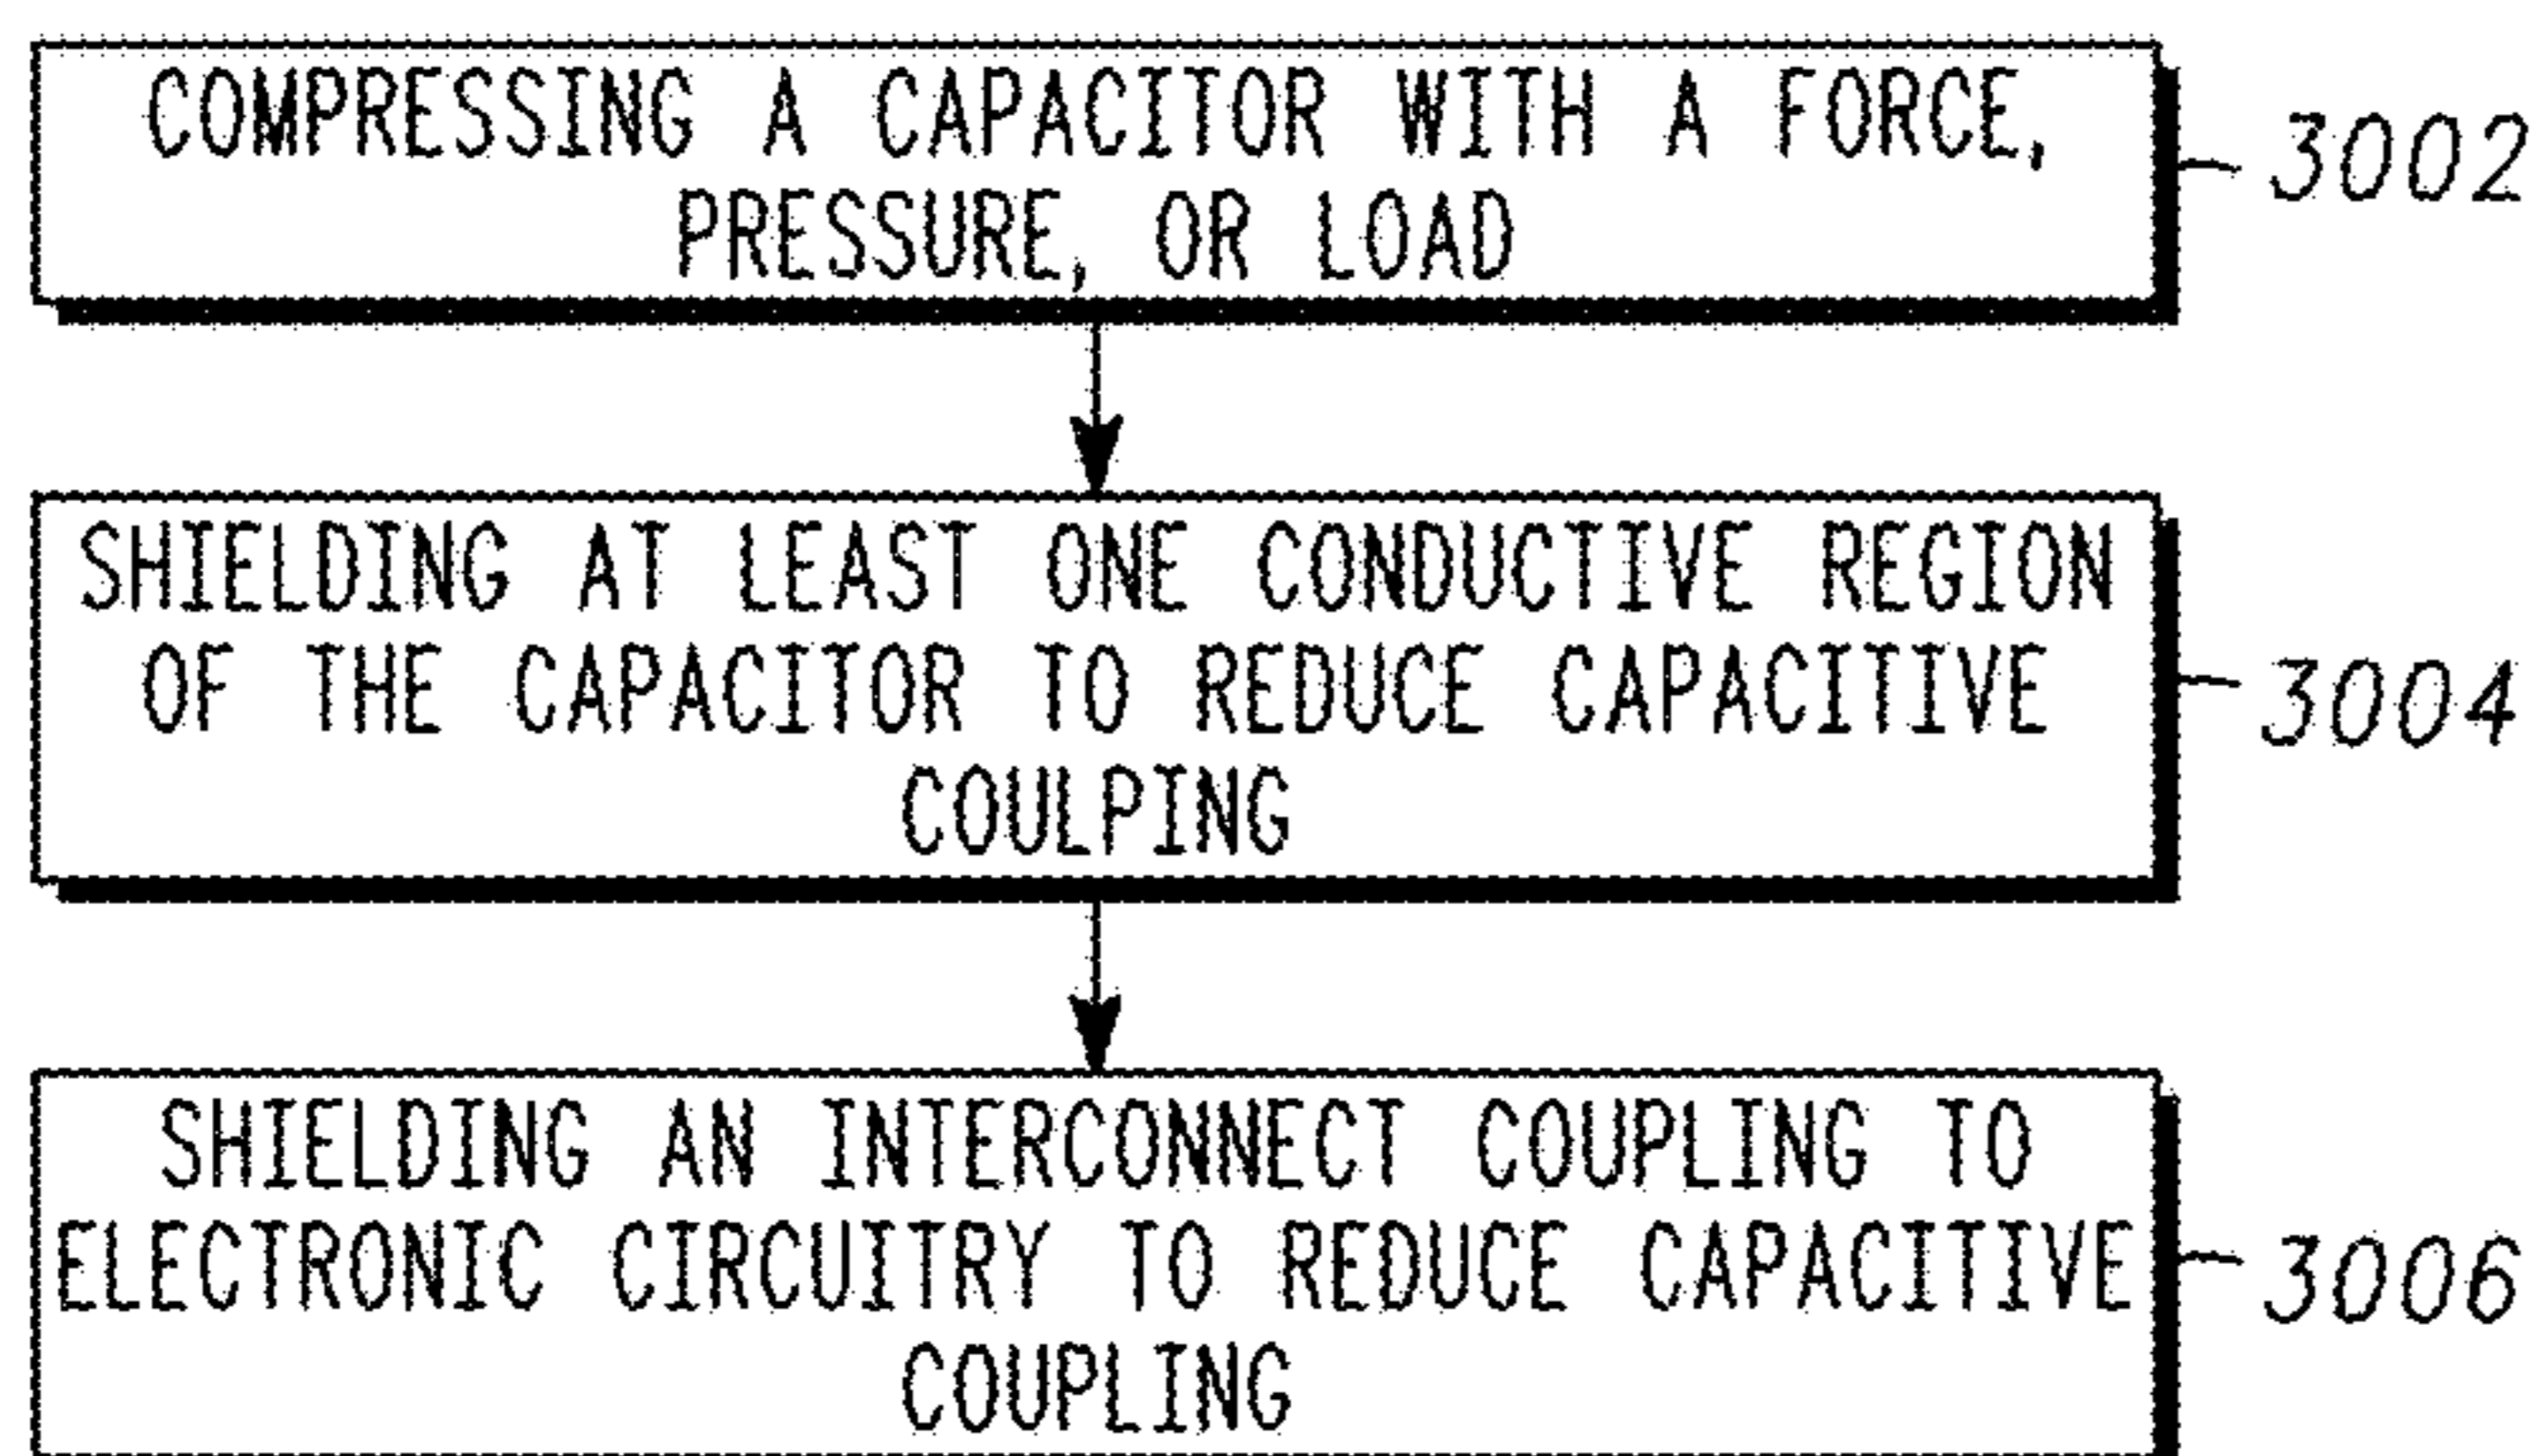 COMPRESSING A CAPACITOR WITH A FORCE,
PRESSURE, OR LOAD
3002
SHIELDING AT LEAST ONE CONDUCTIVE REGION
OF THE CAPACITOR TO REDUCE CAPACITIVE
COULPING
3004
SHIELDING AN INTERCONNECT COUPLING TO
ELECTRONIC CIRCUITRY TO REDUCE CAPACITIVE
COUPLING
3006